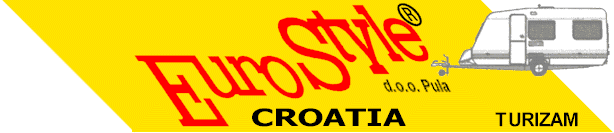 EuroStyle®
d.o.o. Pula
CROATIA
TURIZAM